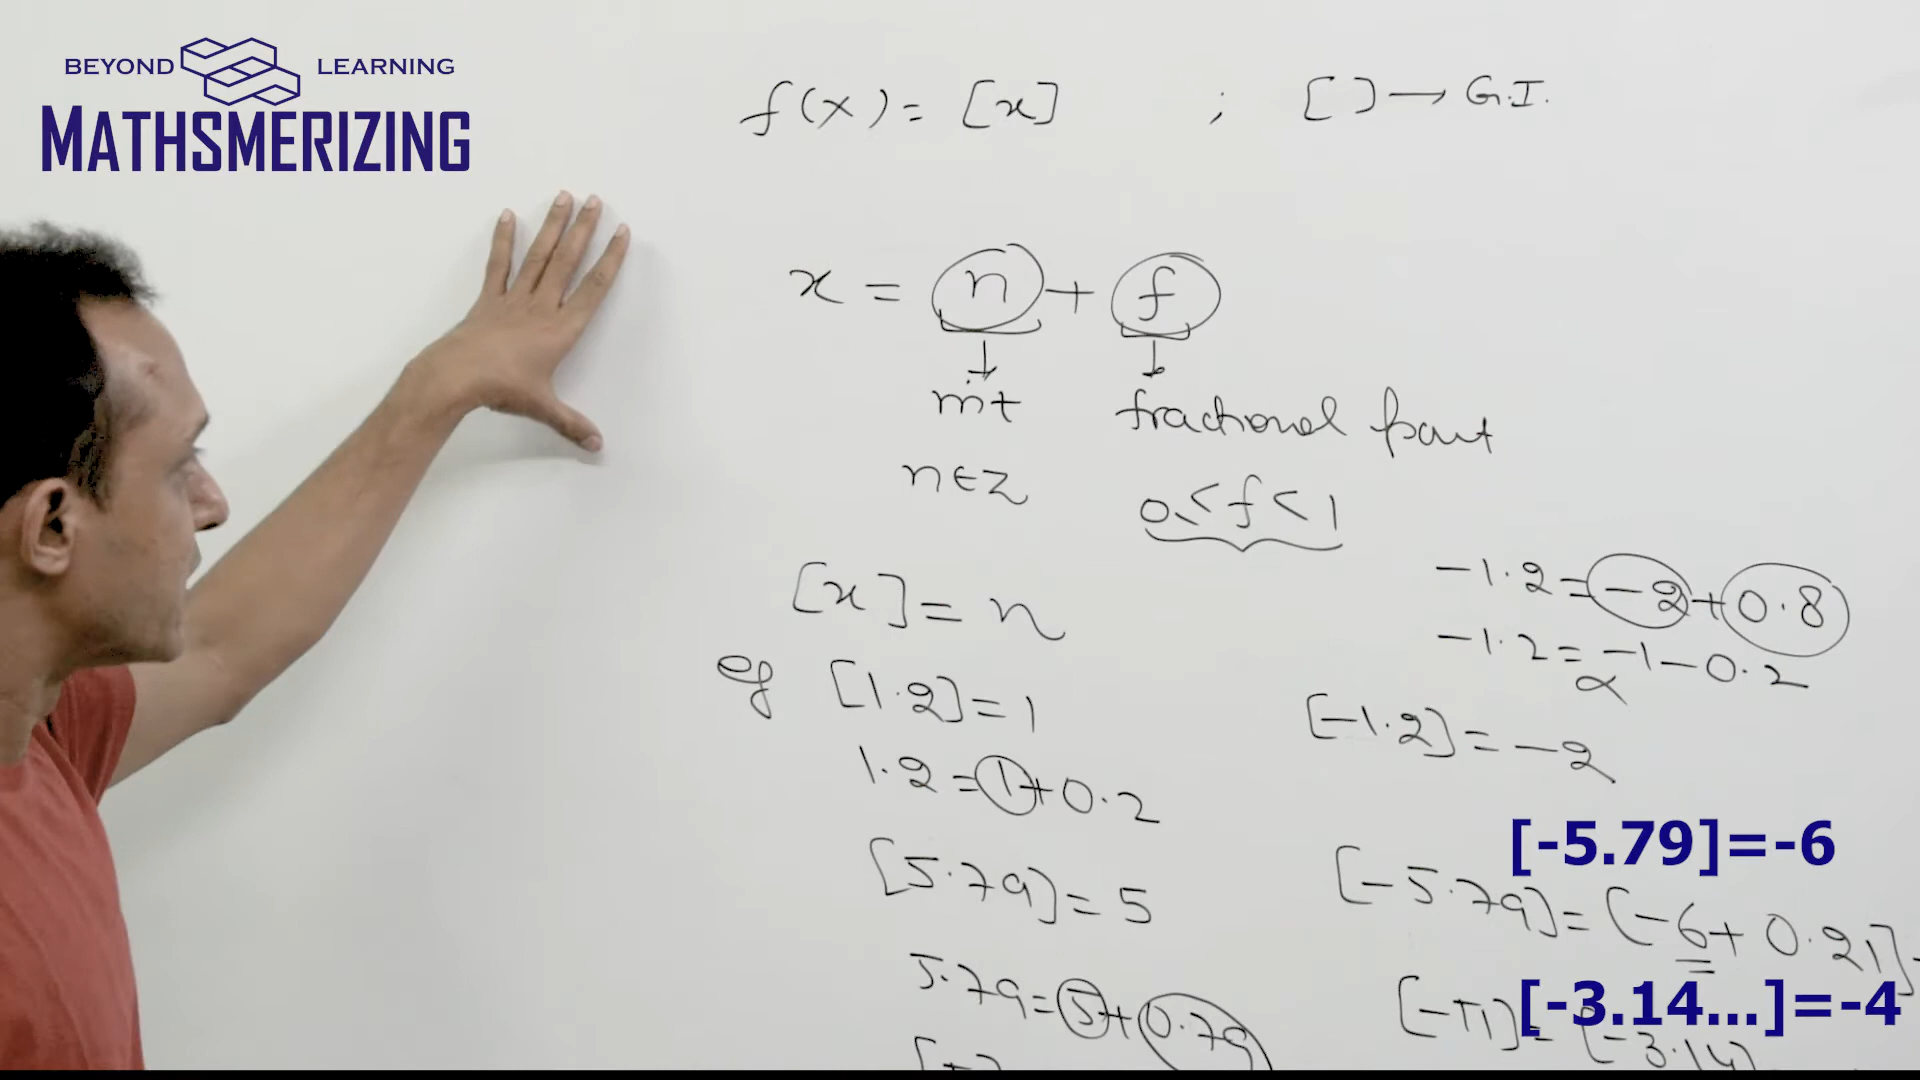 BEYOND LEARNING
MATHSMERIZING
f(x) = [x] ; [ ] → G.I.
x = n + f
int fractional part
n∈z 0≤f<1
-1.2 = -2 + 0.8
-1.2 = -1 - 0.2
[x] = n
eg [1.2] = 1
[-1.2] = -2
1.2 = 1 + 0.2
[-5.79]=-6
[5.79] = 5
[-5.79] = [-6 + 0.21]
5.79 = 5 + 0.79
[-3.14...]=-4
[-π] = [-3.14